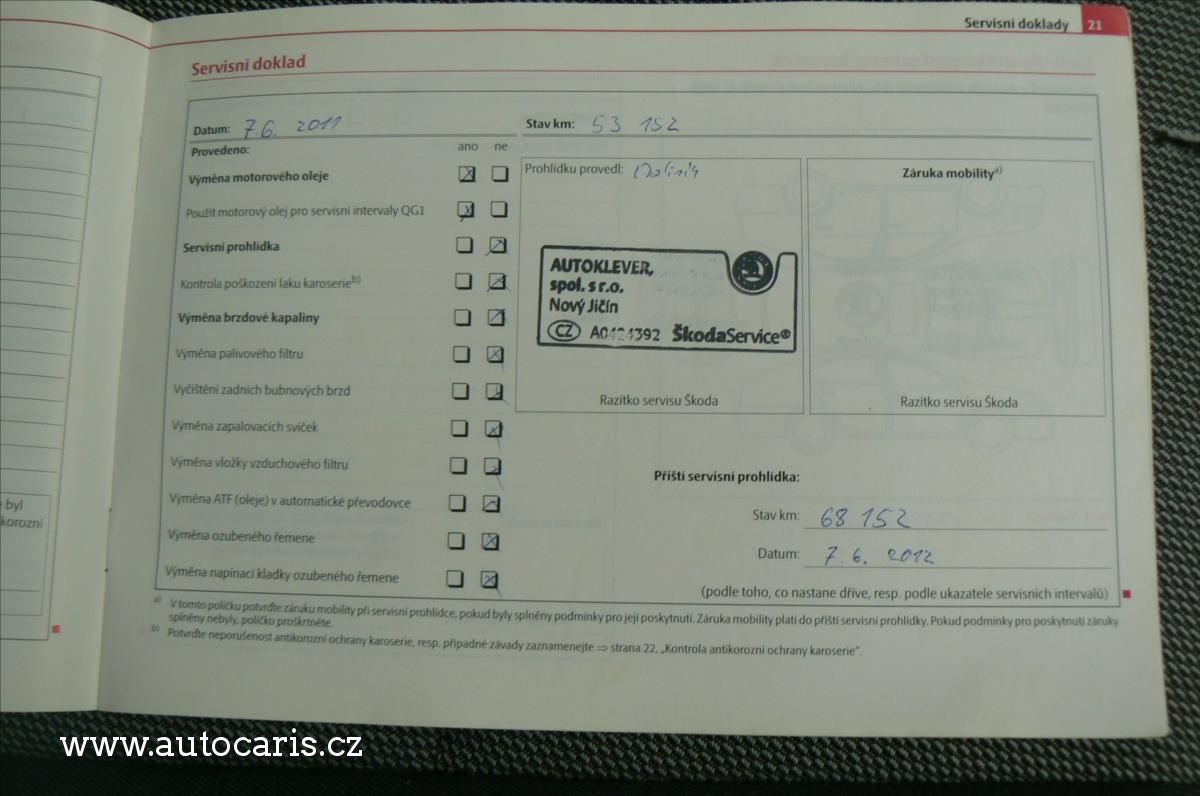 Servisní doklady 21
Servisní doklad
Datum: 7.6. 2011
Stav km: 53 152
Provedeno: ano ne
Výměna motorového oleje
Použit motorový olej pro servisní intervaly QG1
Servisní prohlídka
Kontrola poškození laku karoserie b)
Výměna brzdové kapaliny
Výměna palivového filtru
Vyčištění zadních bubnových brzd
Výměna zapalovacích svíček
Výměna vložky vzduchového filtru
Výměna ATF (oleje) v automatické převodovce
Výměna ozubeného řemene
Výměna napínací kladky ozubeného řemene
Prohlídku provedl:
AUTOKLEVER,
spol. s r.o.
Nový Jičín
CZ A0424392 ŠkodaService®
Razítko servisu Škoda
Záruka mobility a)
Razítko servisu Škoda
Příští servisní prohlídka:
Stav km: 68 152
Datum: 7. 6. 2012
(podle toho, co nastane dříve, resp. podle ukazatele servisních intervalů)
a) V tomto políčku potvrďte záruku mobility při servisní prohlídce, pokud byly splněny podmínky pro její poskytnutí. Záruka mobility platí do příští servisní prohlídky. Pokud podmínky pro poskytnutí záruky
splněny nebyly, políčko proškrtněte.
b) Potvrďte neporušenost antikorozní ochrany karoserie, resp. případné závady zaznamenejte ⇒ strana 22, „Kontrola antikorozní ochrany karoserie".
byl
korozní
www.autocaris.cz